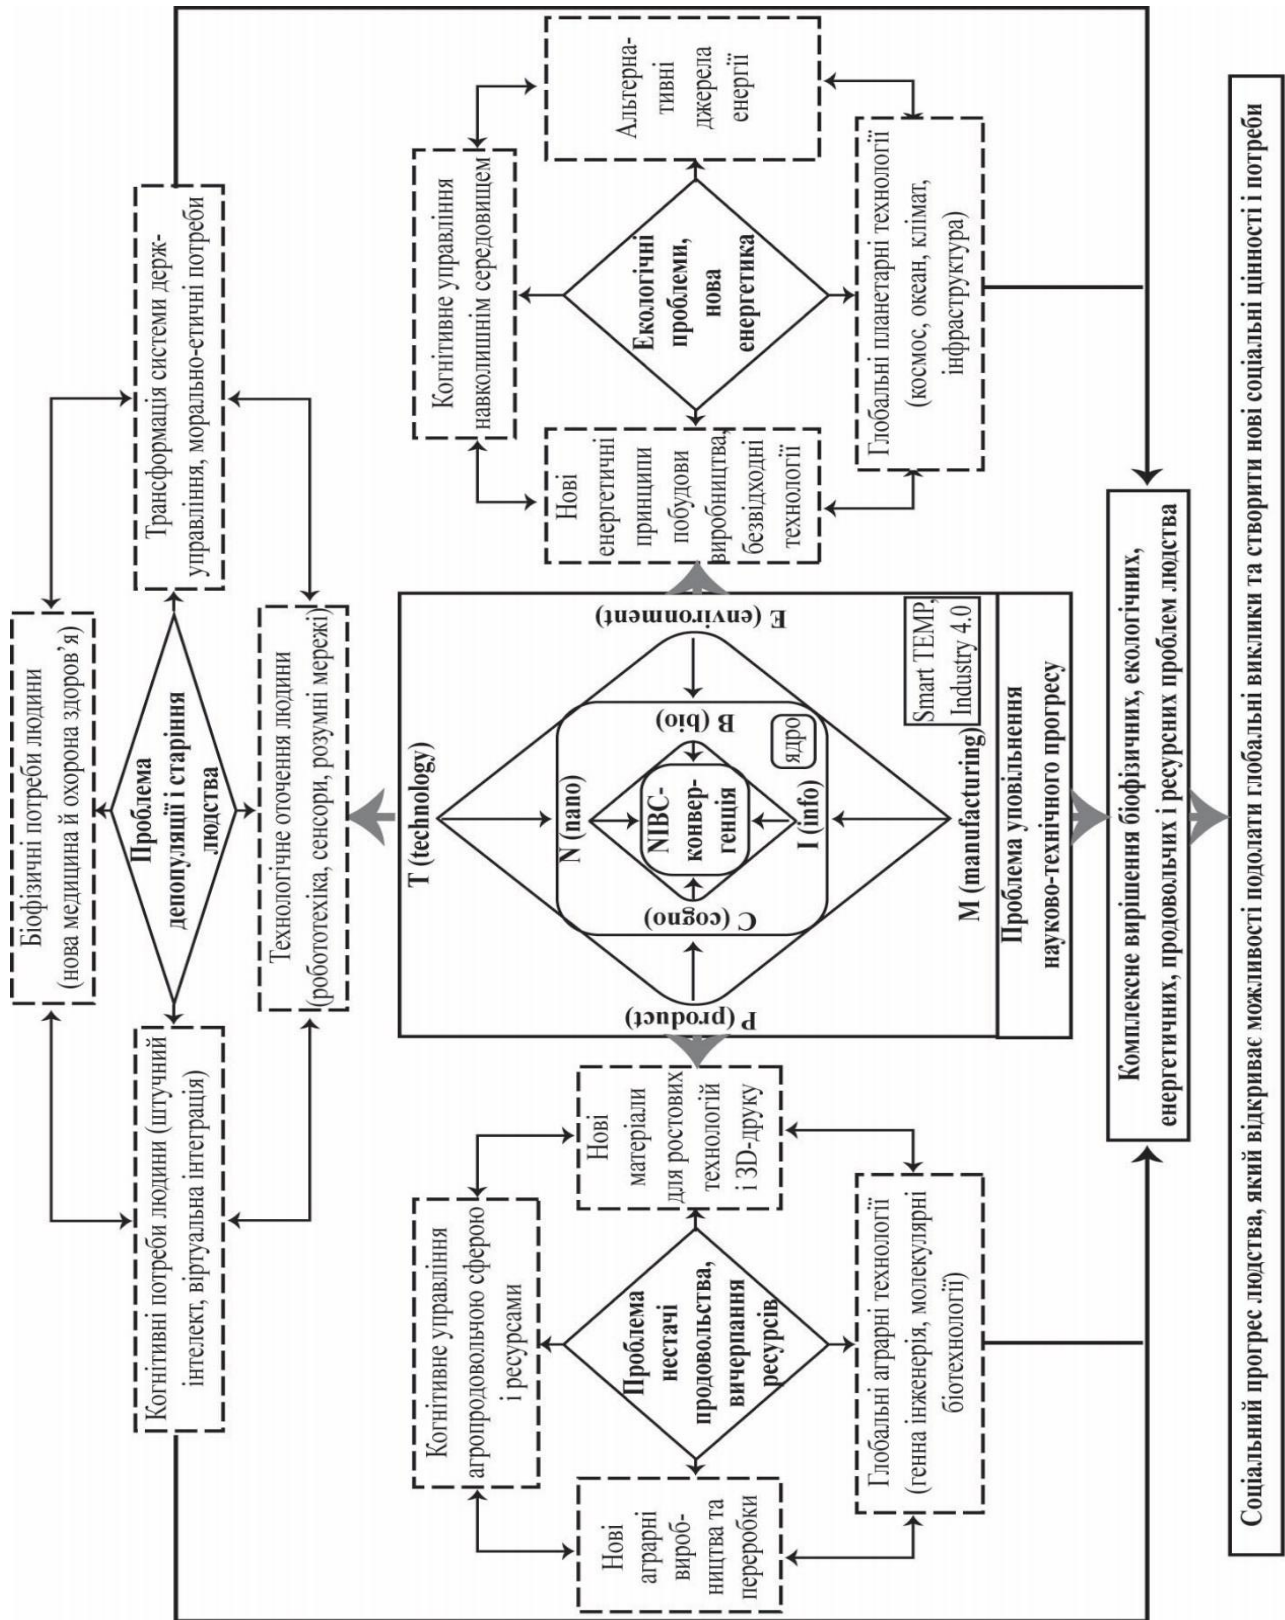 Біофізичні потреби людини
(нова медицина й охорона здоров’я)
Когнітивні потреби людини (штучний
інтелект, віртуальна інтеграція)
Проблема
депопуляції і старіння
людства
Трансформація системи держ-
управління, морально-етичні потреби
Технологічне оточення людини
(робототехіка, сенсори, розумні мережі)
Когнітивне управління
агропродовольчою сферою
і ресурсами
Нові
аграрні
вироб-
ництва та
переробки
Проблема
нестачі
продовольства,
вичерпання
ресурсів
Нові
матеріали
для ростових
технологій
і 3D-друку
Глобальні аграрні технології
(генна інженерія, молекулярні
біотехнології)
T (technology)
P (product)
N (nano)
C (cogno)
NIBC-
конвер-
генція
B (bio)
E (environment)
I (info)
ядро
M (manufacturing)
Smart TEMP,
Industry 4.0
Проблема уповільнення
науково-технічного прогресу
Когнітивне управління
навколишнім середовищем
Нові
енергетичні
принципи
побудови
виробництва,
безвідходні
технології
Екологічні
проблеми,
нова
енергетика
Альтерна-
тивні
джерела
енергії
Глобальні планетарні технології
(космос, океан, клімат,
інфраструктура)
Комплексне вирішення біофізичних, екологічних,
енергетичних, продовольчих і ресурсних проблем людства
Соціальний прогрес людства, який відкриває можливості подолати глобальні виклики та створити нові соціальні цінності і потреби